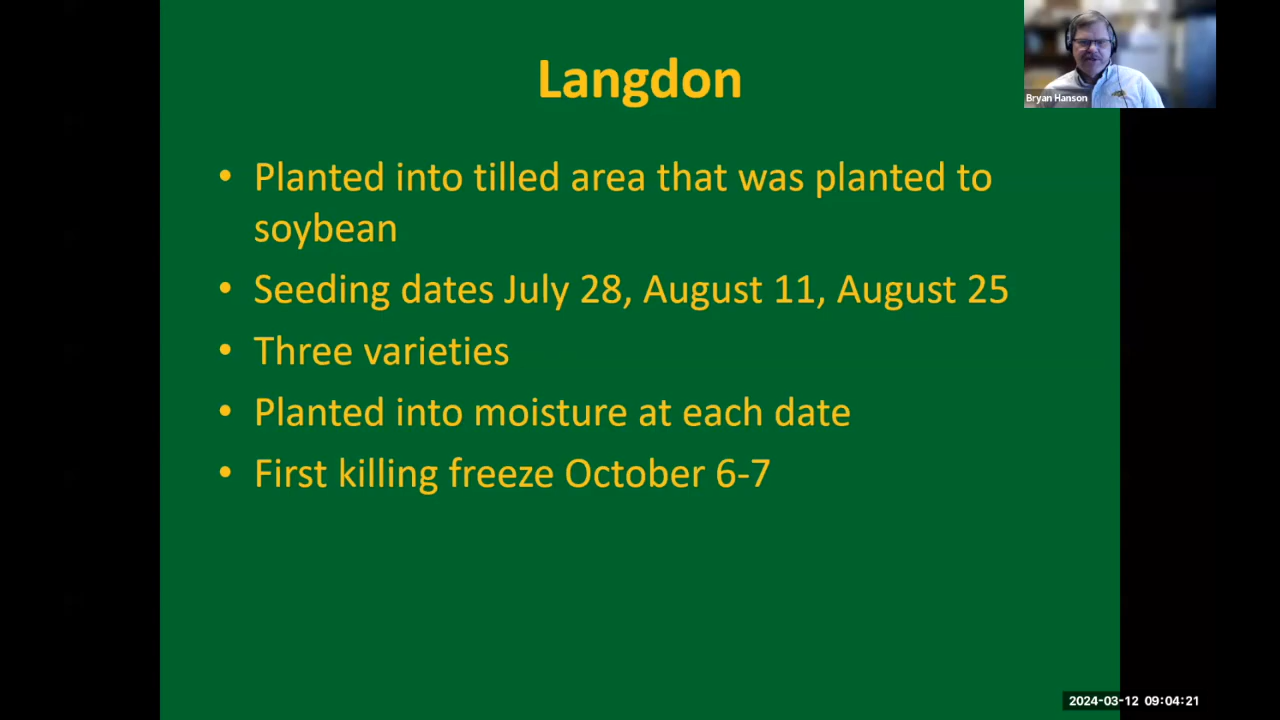 Langdon
Bryan Hanson
• Planted into tilled area that was planted to
soybean
• Seeding dates July 28, August 11, August 25
• Three varieties
• Planted into moisture at each date
• First killing freeze October 6-7
2024-03-12 09:04:21